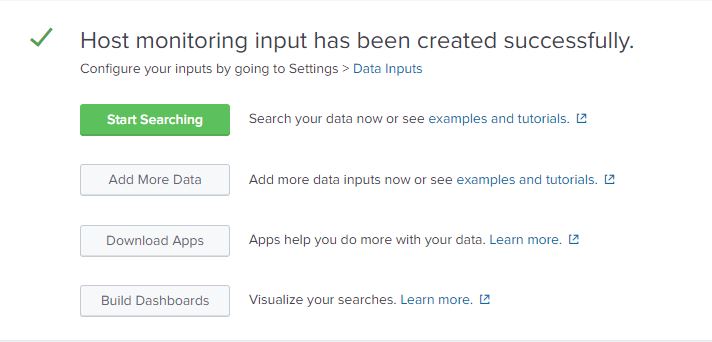 Host monitoring input has been created successfully.
Configure your inputs by going to Settings > Data Inputs
Start Searching Search your data now or see examples and tutorials.
Add More Data Add more data inputs now or see examples and tutorials.
Download Apps Apps help you do more with your data. Learn more.
Build Dashboards Visualize your searches. Learn more.